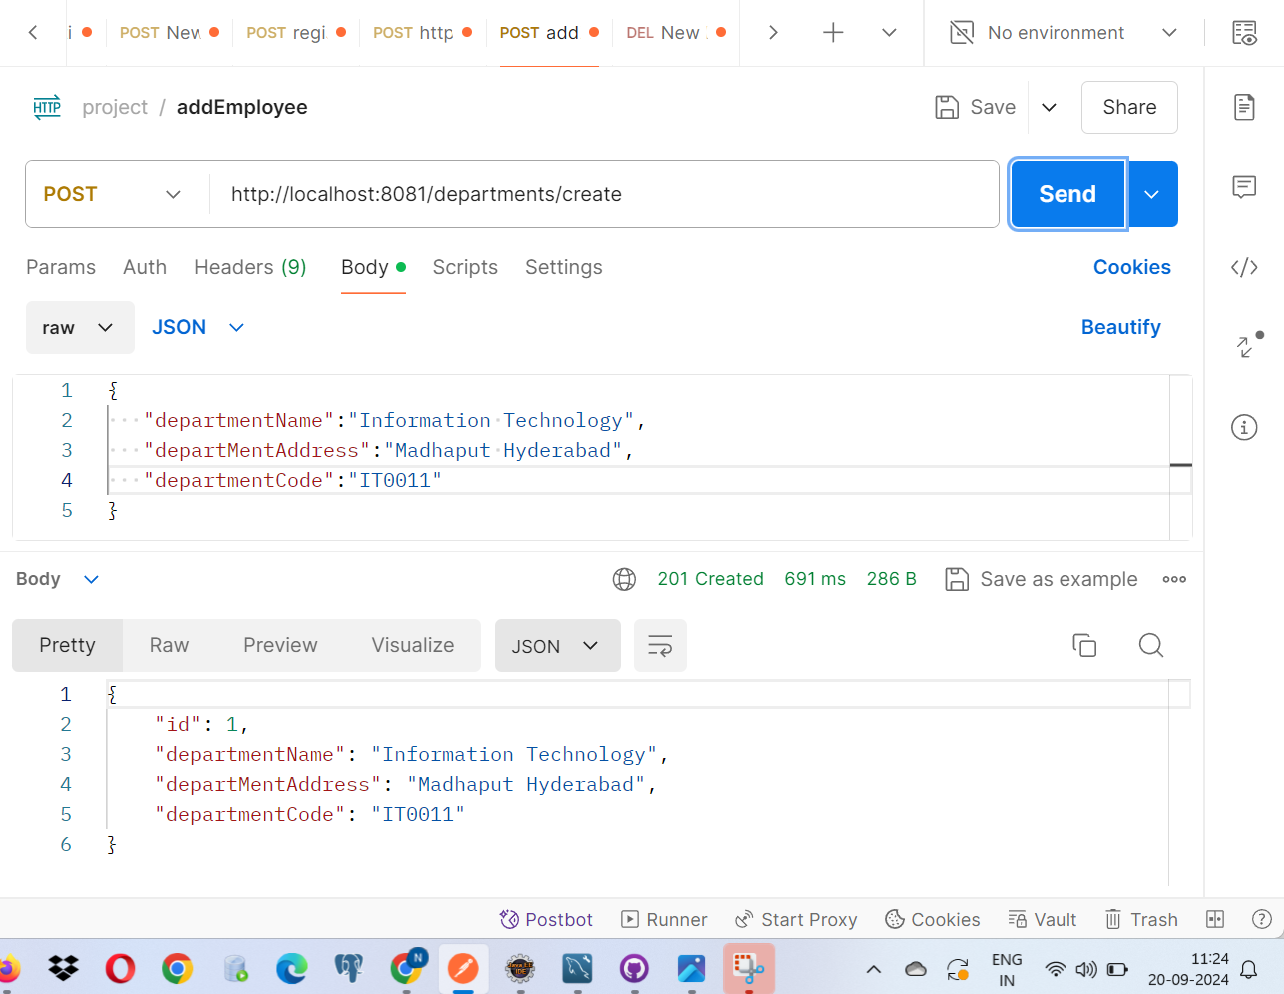 i POST New POST regi POST http POST add DEL New No environment
HTTP project / addEmployee Save Share
POST http://localhost:8081/departments/create Send
Params Auth Headers (9) Body Scripts Settings Cookies
raw JSON Beautify
1 {
2 "departmentName":"Information Technology",
3 "departMentAddress":"Madhaput Hyderabad",
4 "departmentCode":"IT0011"
5 }
Body 201 Created 691 ms 286 B Save as example
Pretty Raw Preview Visualize JSON
1 {
2 "id": 1,
3 "departmentName": "Information Technology",
4 "departMentAddress": "Madhaput Hyderabad",
5 "departmentCode": "IT0011"
6 }
Postbot Runner Start Proxy Cookies Vault Trash
N ENG 11:24
IN 20-09-2024